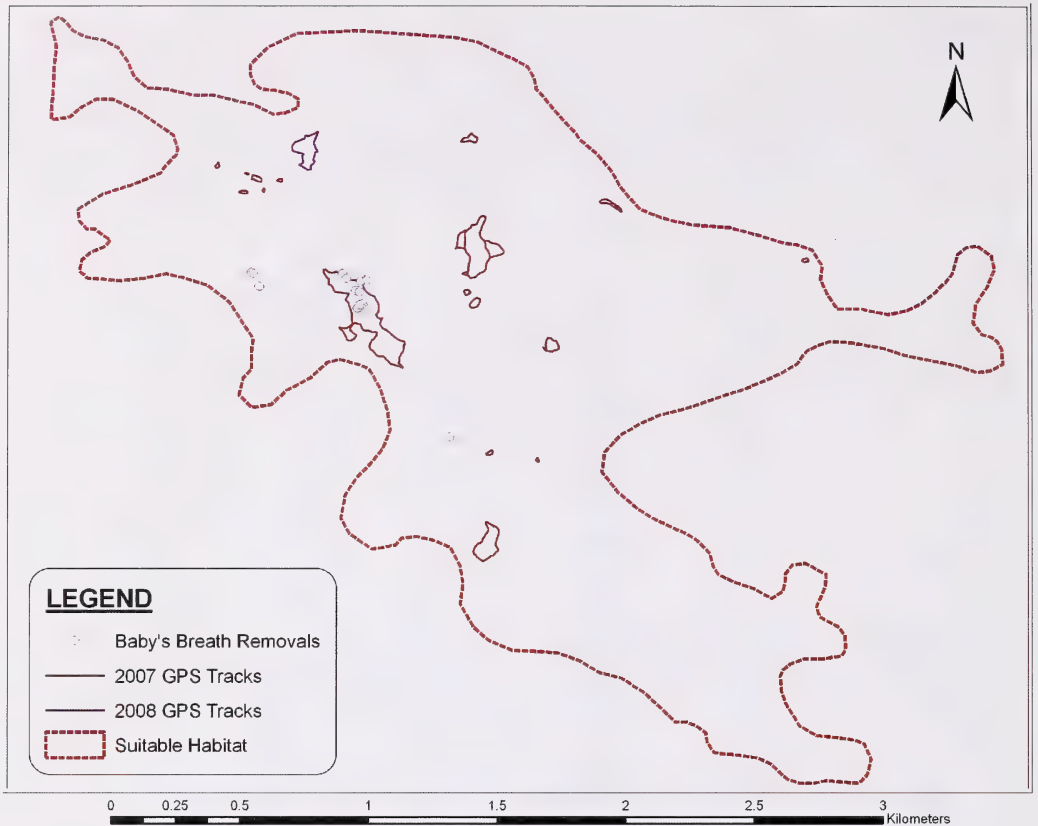 N
LEGEND
Baby's Breath Removals
2007 GPS Tracks
2008 GPS Tracks
Suitable Habitat
0 0.25 0.5 1 1.5 2 2.5 3
Kilometers